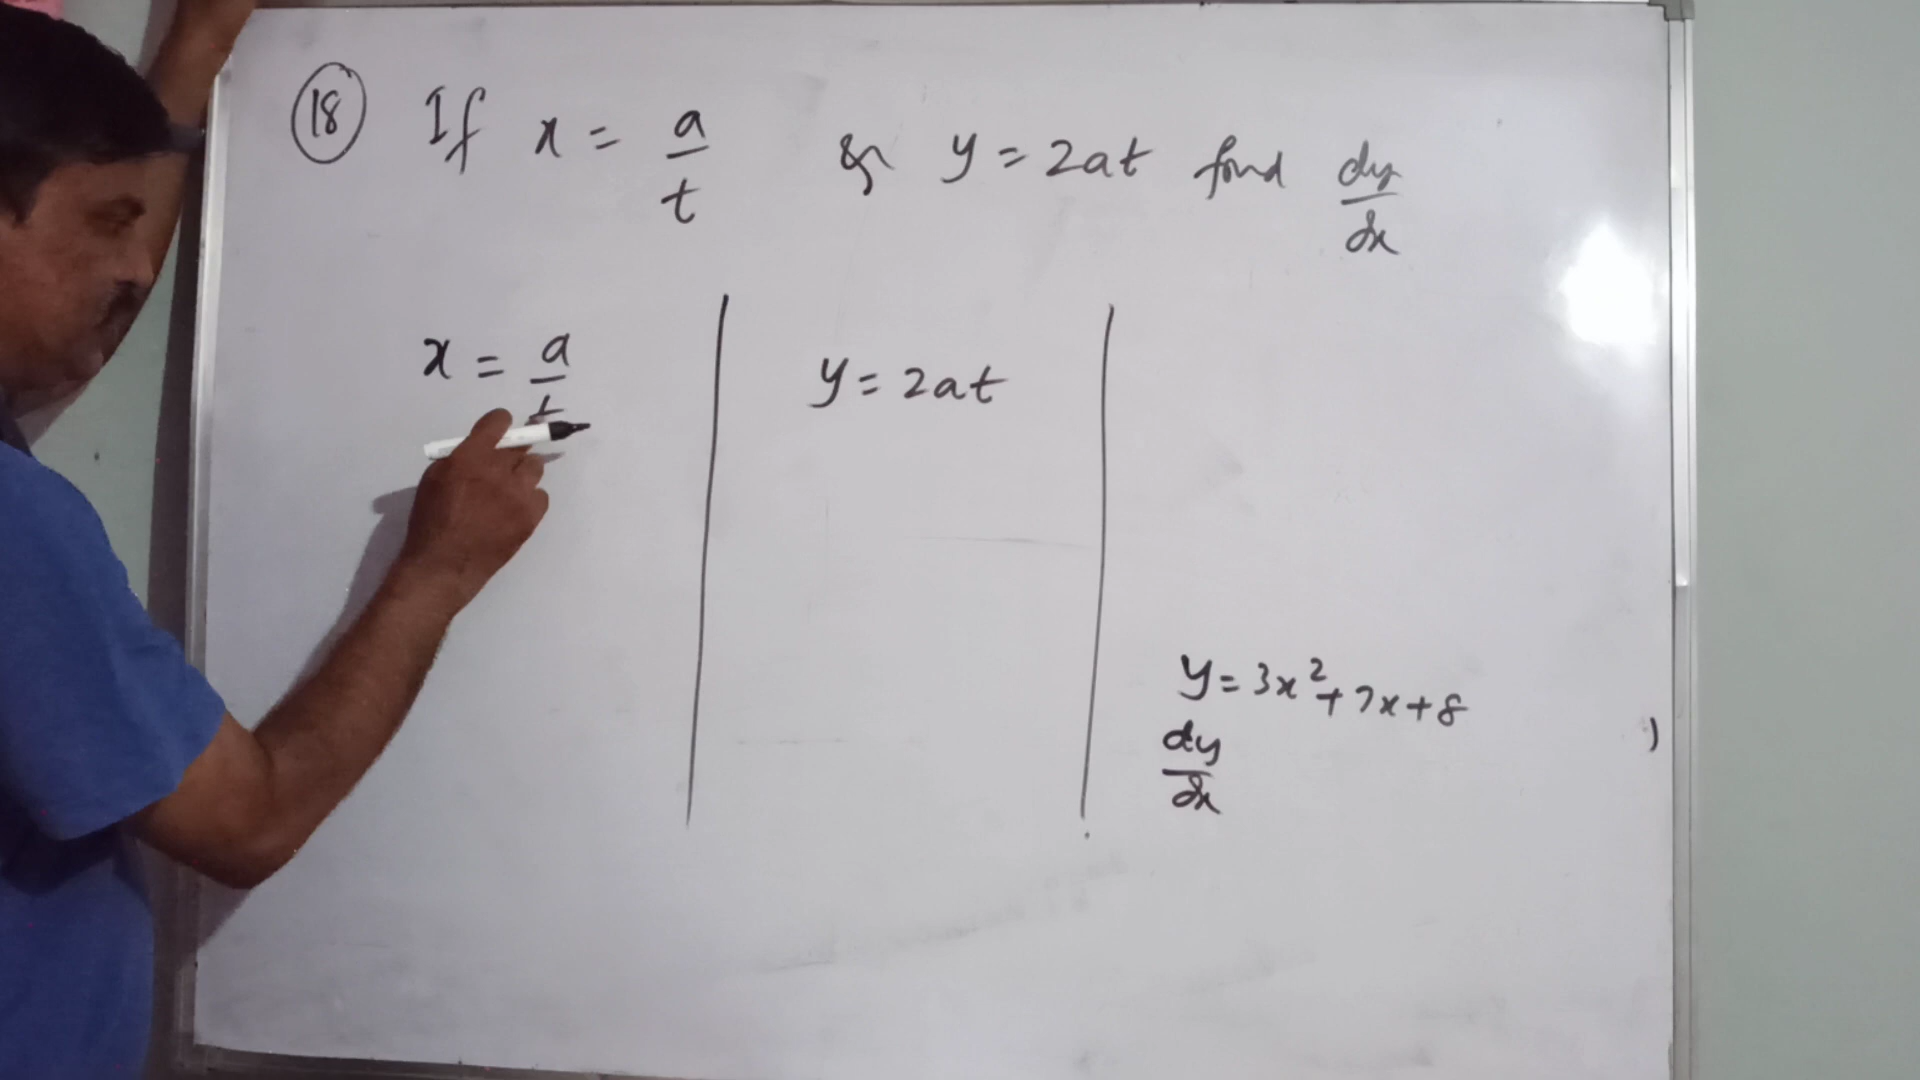 18 If x = a/t & y = 2at find dy/dx
x = a/t
y = 2at
y = 3x² + 7x + 8
dy/dx